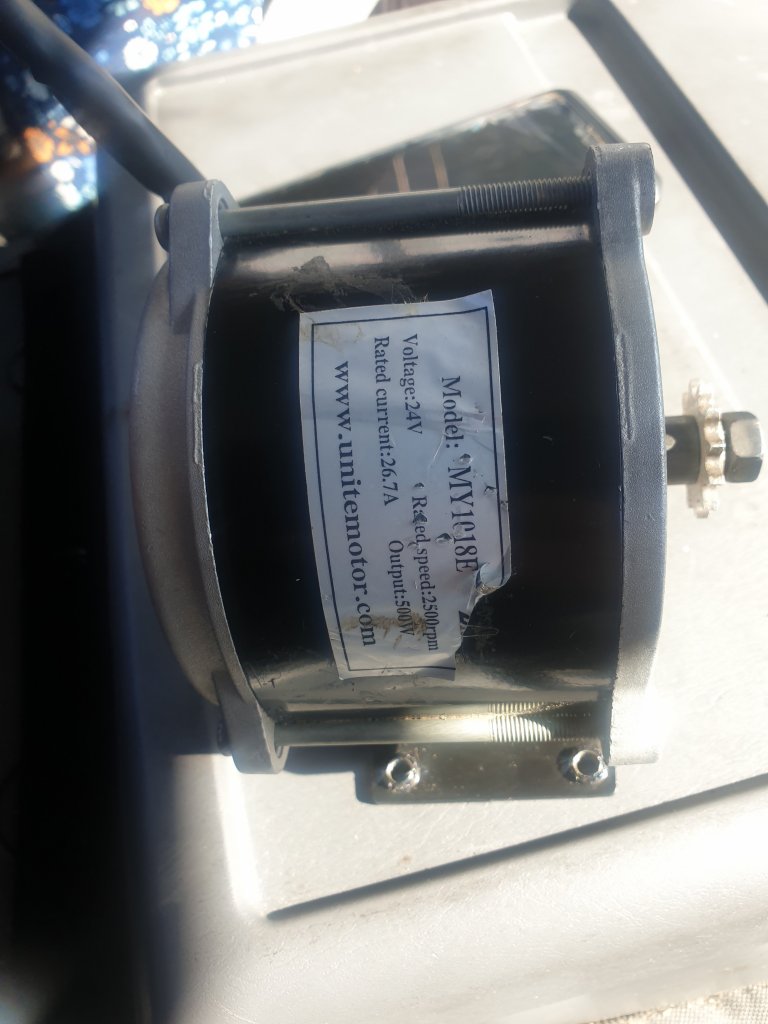 Model: MY1018E
Voltage:24V Rated speed:2500rpm
Rated current:26.7A Output:500W
www.unitemotor.com